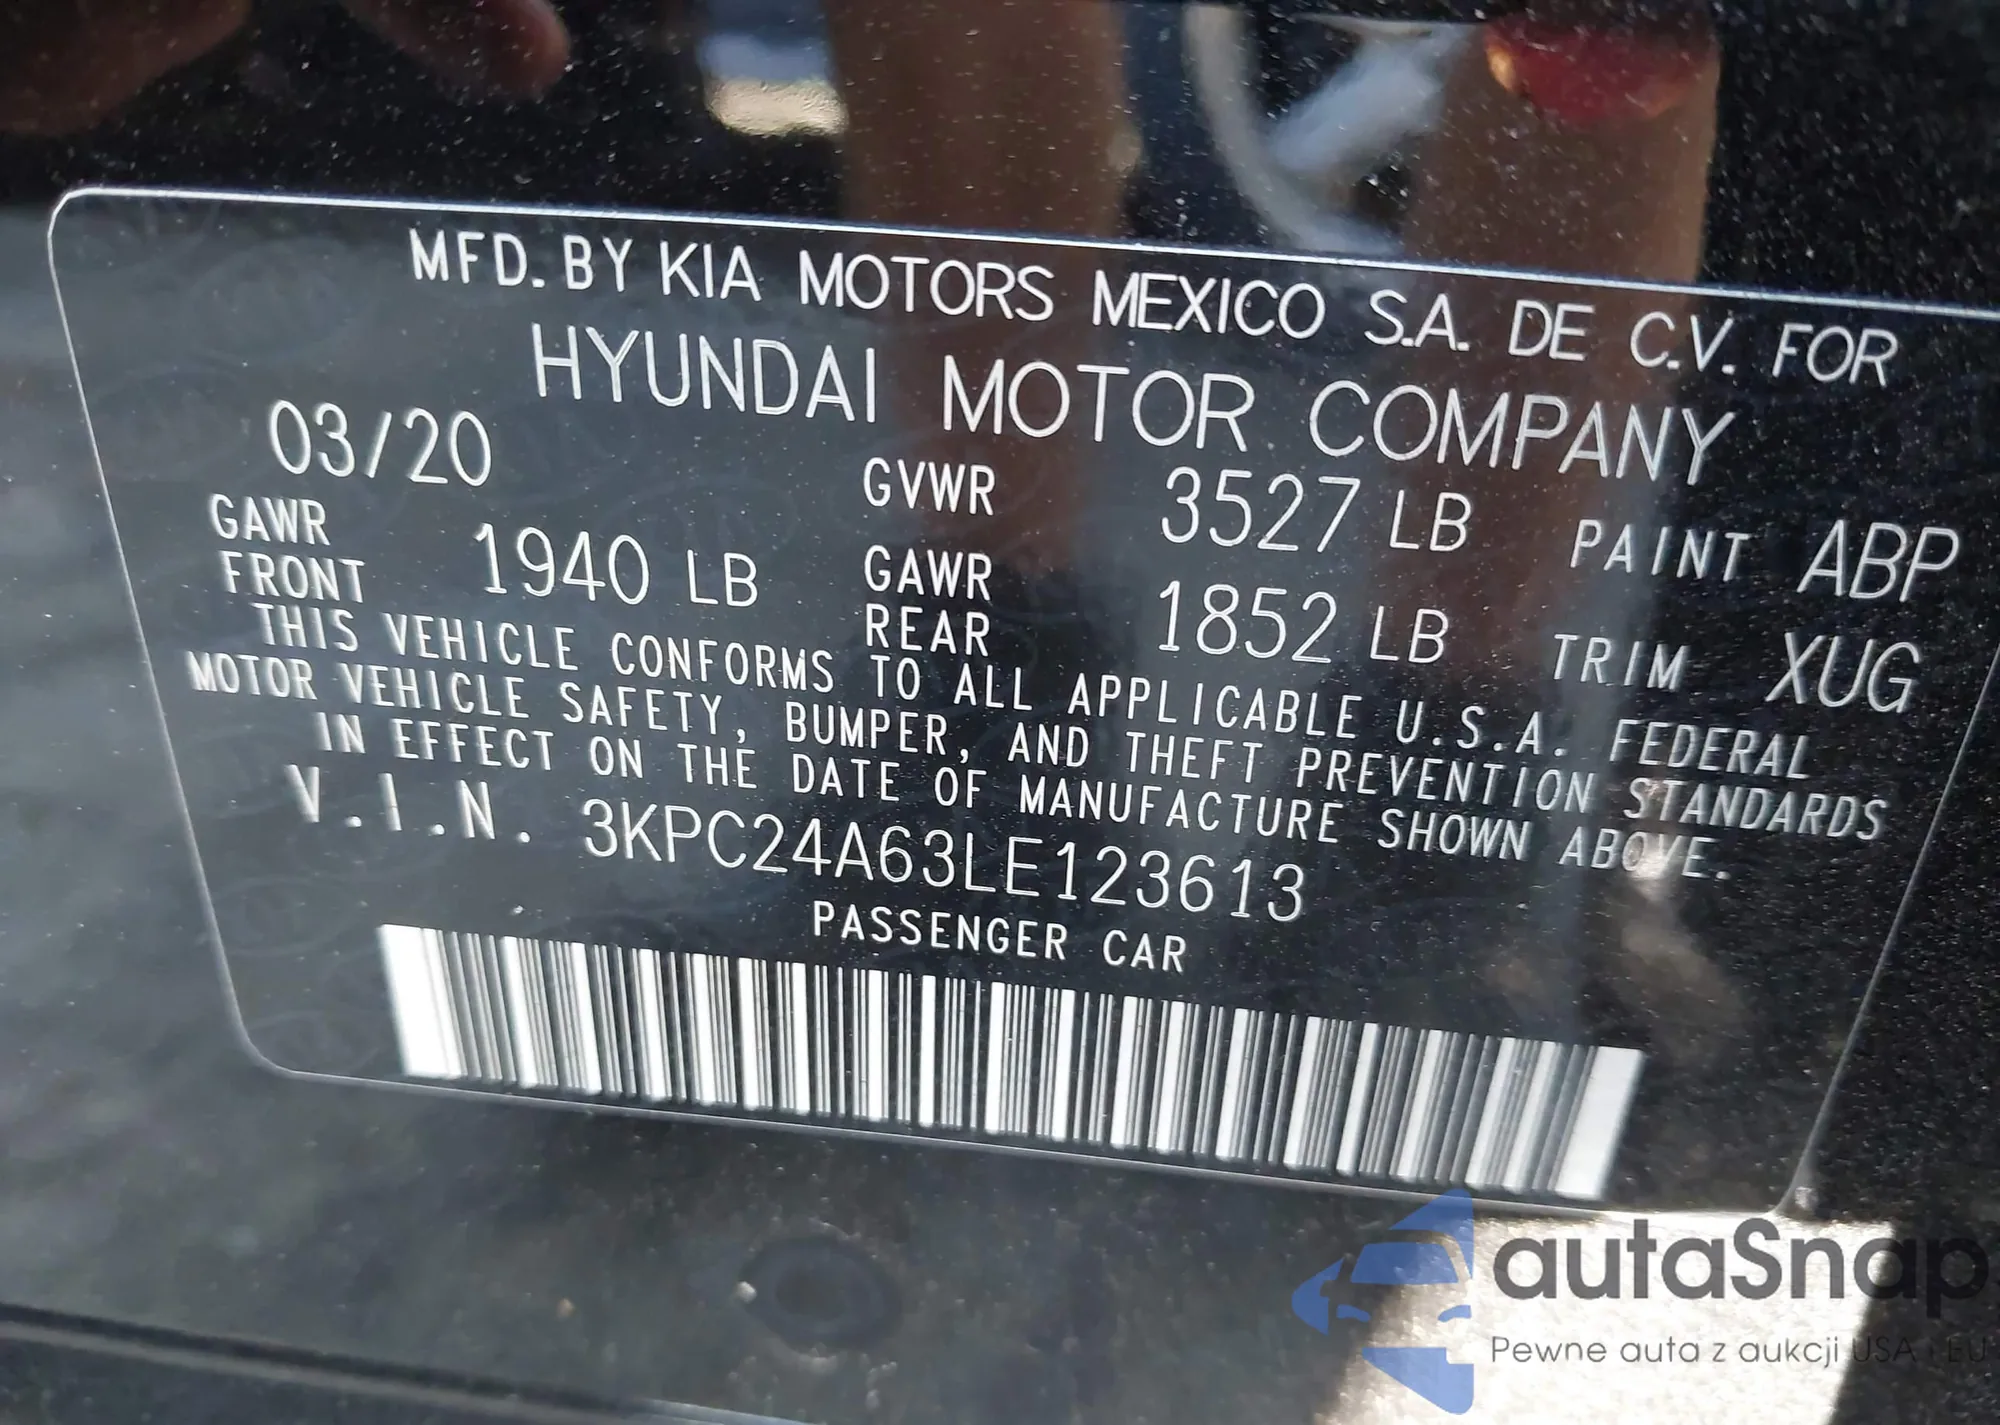 MFD. BY KIA MOTORS MEXICO S.A. DE C.V. FOR
HYUNDAI MOTOR COMPANY
03/20 GVWR 3527 LB PAINT ABP
GAWR FRONT 1940 LB GAWR REAR 1852 LB TRIM XUG
THIS VEHICLE CONFORMS TO ALL APPLICABLE U.S.A. FEDERAL
MOTOR VEHICLE SAFETY, BUMPER, AND THEFT PREVENTION STANDARDS
IN EFFECT ON THE DATE OF MANUFACTURE SHOWN ABOVE.
V.I.N. 3KPC24A63LE123613
PASSENGER CAR
autaSnap
Pewne auta z aukcji USA i EU